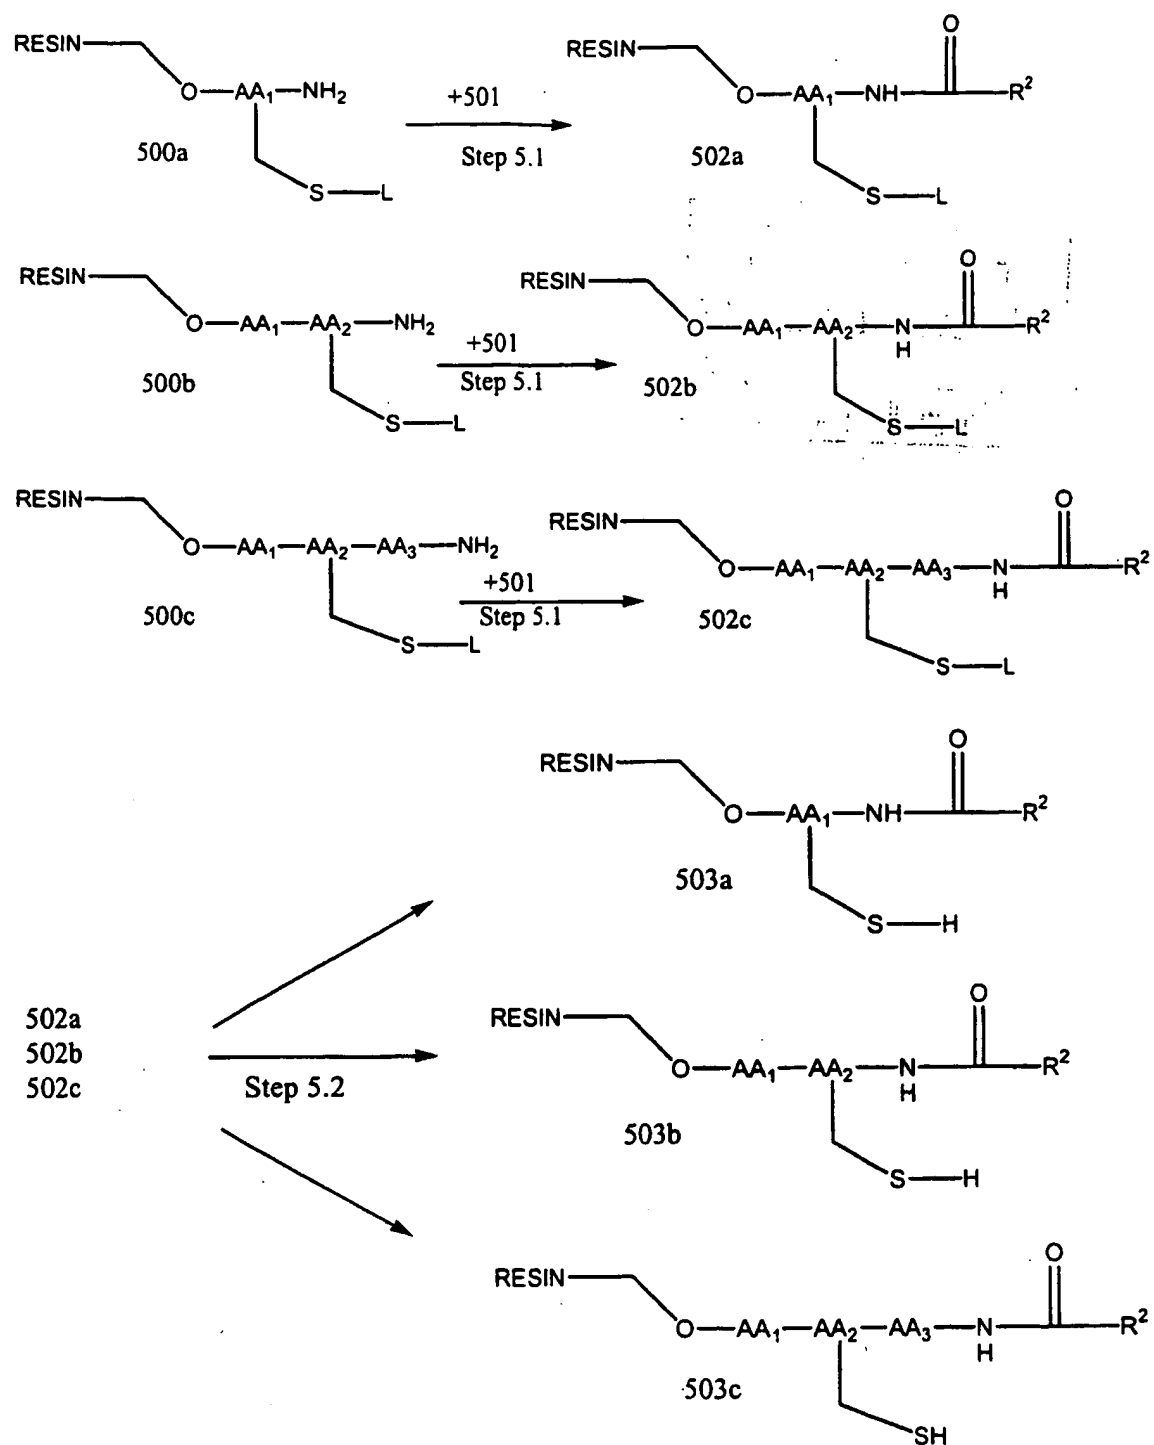 RESIN O AA₁ NH₂ S L 500a
+501 Step 5.1
RESIN O AA₁ NH O R² S L 502a
RESIN O AA₁ AA₂ NH₂ S L 500b
+501 Step 5.1
RESIN O AA₁ AA₂ N H O R² S L 502b
RESIN O AA₁ AA₂ AA₃ NH₂ S L 500c
+501 Step 5.1
RESIN O AA₁ AA₂ AA₃ N H O R² S L 502c
502a
502b
502c
Step 5.2
RESIN O AA₁ NH O R² S H 503a
RESIN O AA₁ AA₂ N H O R² S H 503b
RESIN O AA₁ AA₂ AA₃ N H O R² SH 503c